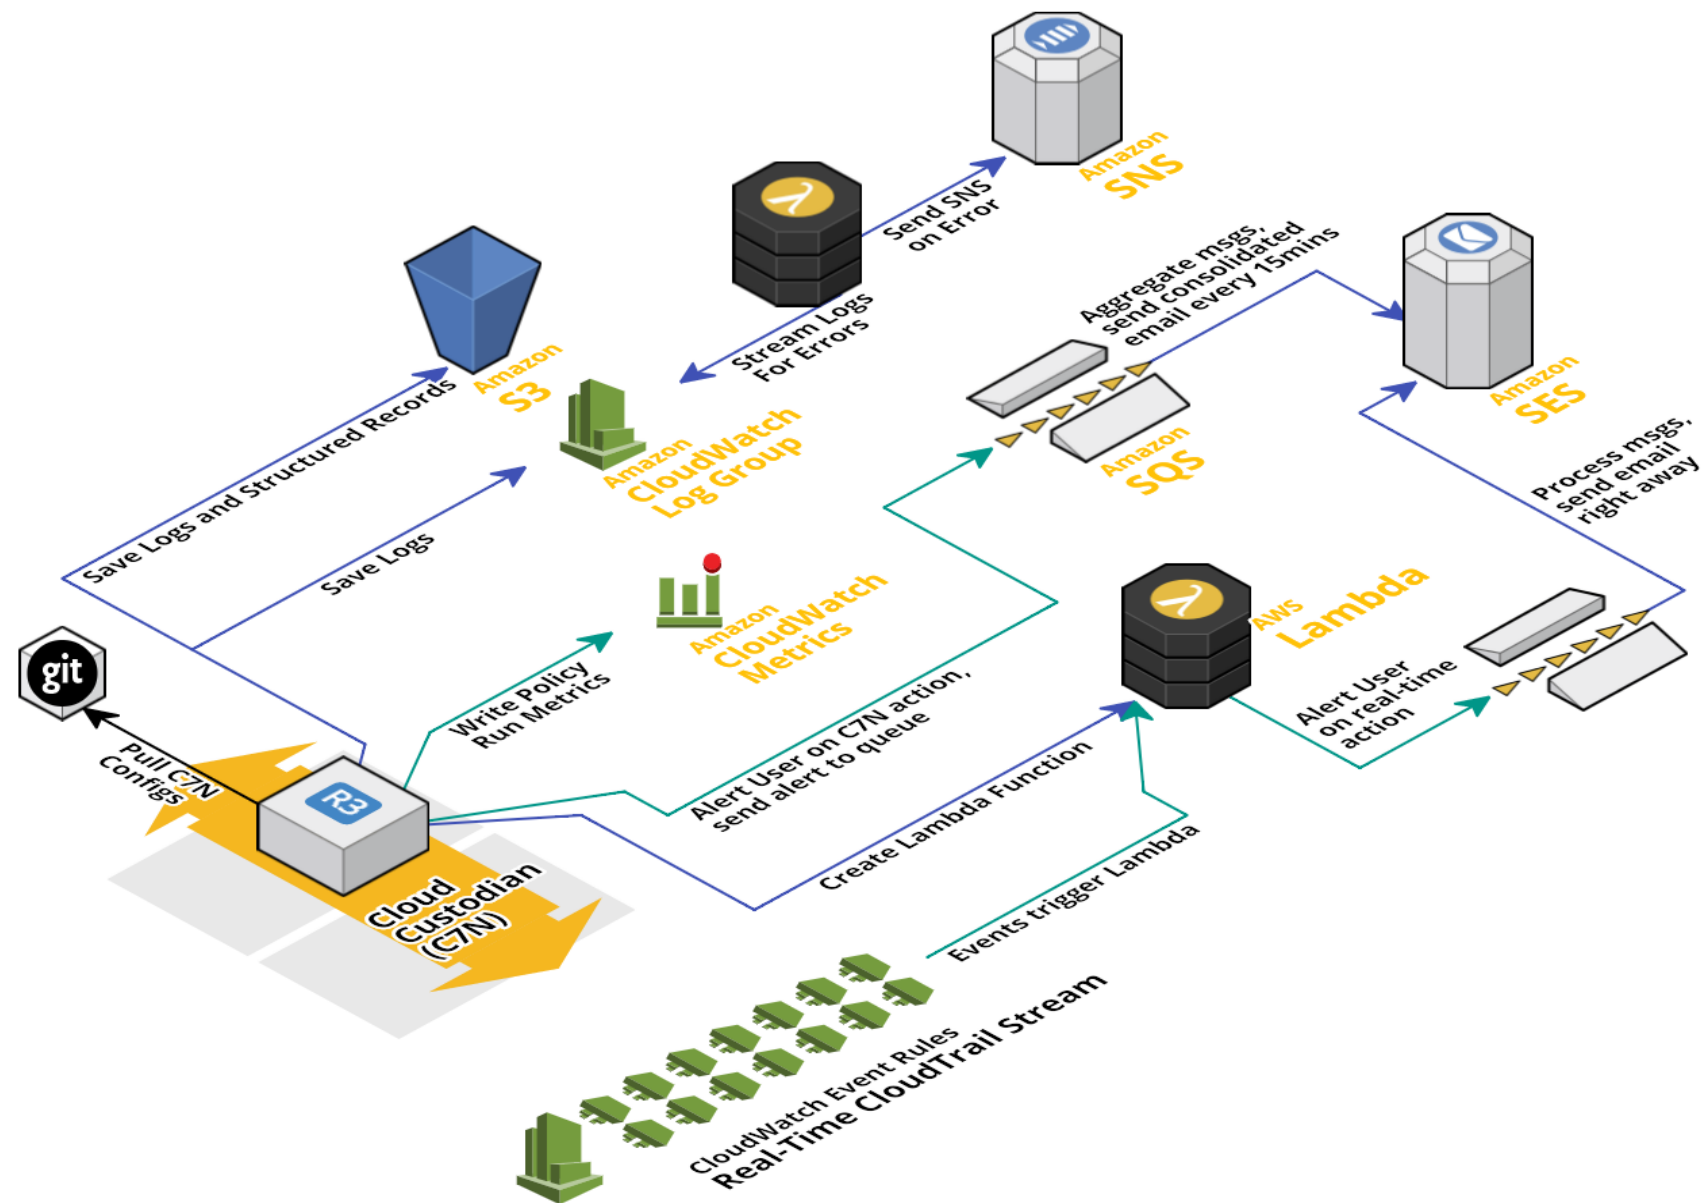 Amazon
SNS
Send SNS
on Error
Stream Logs
For Errors
Amazon
S3
Save Logs and Structured Records
Amazon
CloudWatch
Log Group
Save Logs
Aggregate msgs,
send consolidated
email every 15mins
Amazon
SES
Amazon
SQS
Process msgs,
send email
right away
Amazon
CloudWatch
Metrics
Write Policy
Run Metrics
AWS
Lambda
Alert User
on real-time
action
git
Pull C7N
Configs
R3
Alert User on C7N action,
send alert to queue
Create Lambda Function
Events trigger Lambda
Cloud
Custodian
(C7N)
CloudWatch Event Rules
Real-Time CloudTrail Stream